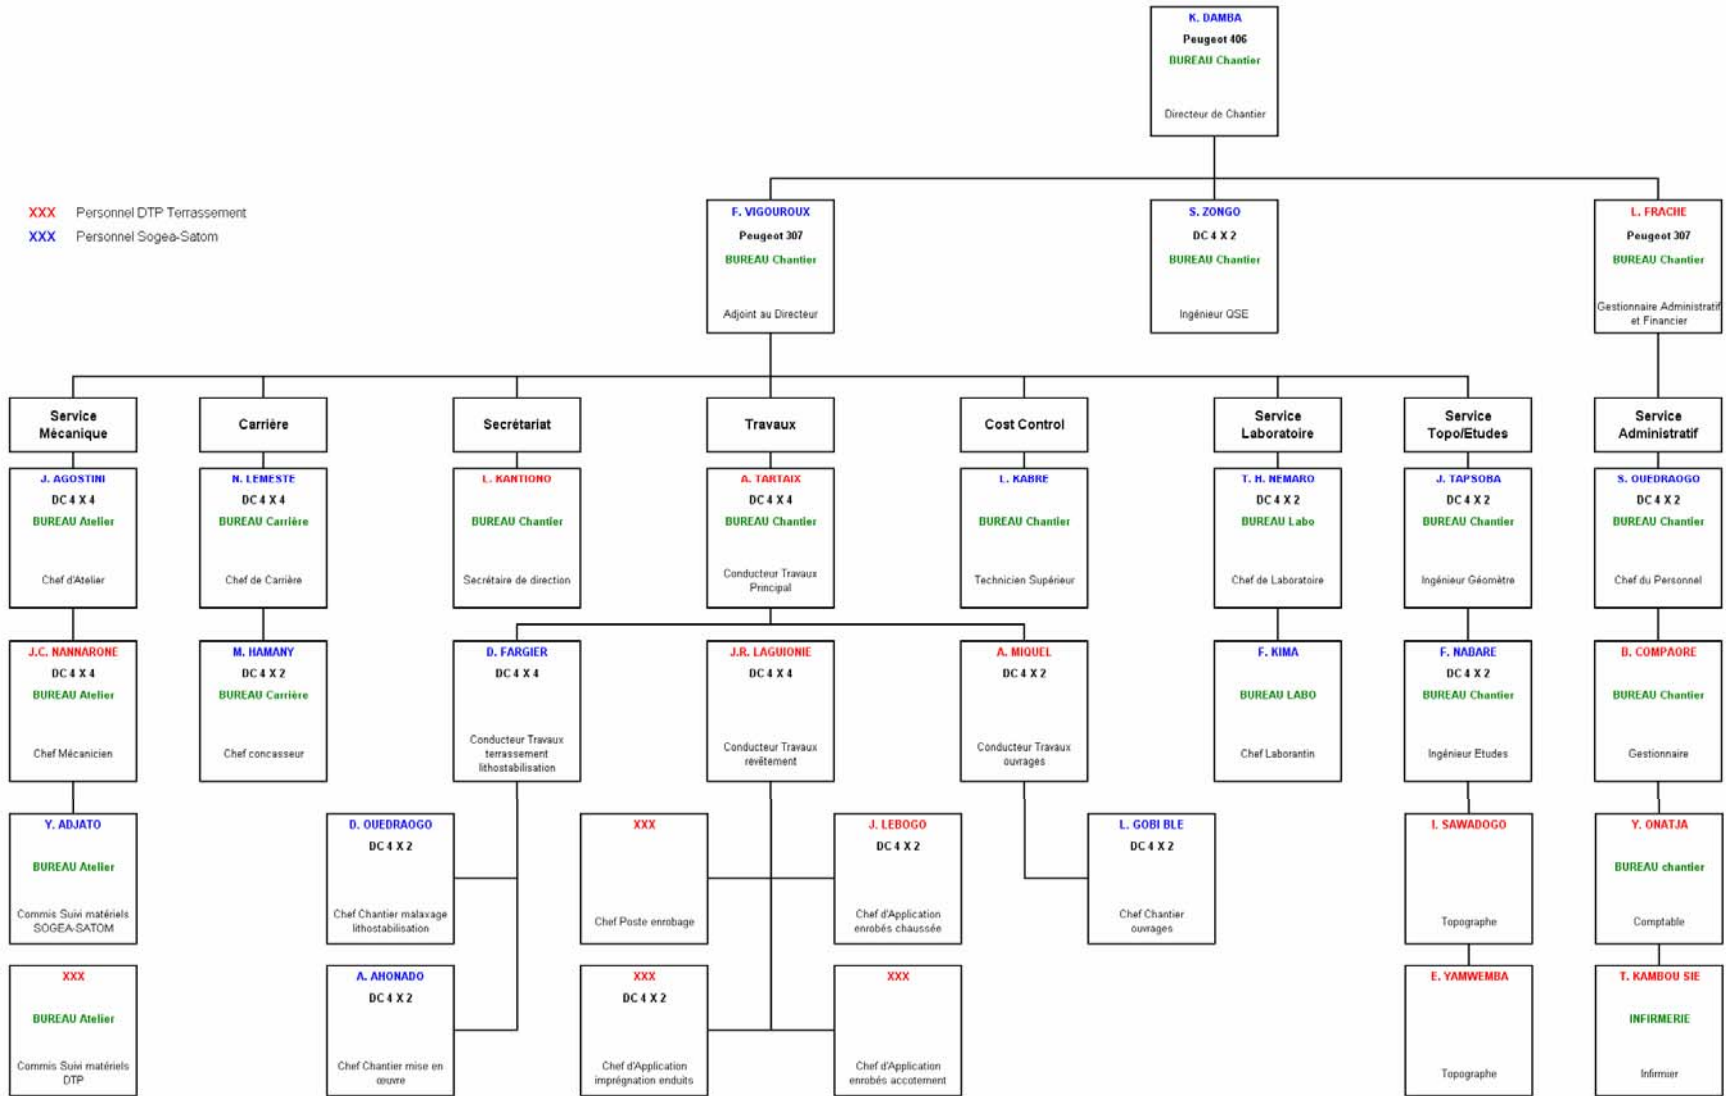 K. DAMBA
Peugeot 406
BUREAU Chantier
Directeur de Chantier
XXX Personnel DTP Terrassement
XXX Personnel Sogea-Satom
F. VIGOUROUX
Peugeot 307
BUREAU Chantier
Adjoint au Directeur
S. ZONGO
DC 4 X 2
BUREAU Chantier
Ingénieur QSE
L. FRACHE
Peugeot 307
BUREAU Chantier
Gestionnaire Administratif
et Financier
Service
Mécanique
Carrière
Secrétariat
Travaux
Cost Control
Service
Laboratoire
Service
Topo/Etudes
Service
Administratif
J. AGOSTINI
DC 4 X 4
BUREAU Atelier
Chef d'Atelier
N. LEMESTE
DC 4 X 4
BUREAU Carrière
Chef de Carrière
L. KANTIONO
BUREAU Chantier
Secrétaire de direction
A. TARTAIX
DC 4 X 4
BUREAU Chantier
Conducteur Travaux
Principal
L. KABRE
BUREAU Chantier
Technicien Supérieur
T. H. NEMARO
DC 4 X 2
BUREAU Labo
Chef de Laboratoire
J. TAPSOBA
DC 4 X 2
BUREAU Chantier
Ingénieur Géomètre
S. OUEDRAOGO
DC 4 X 2
BUREAU Chantier
Chef du Personnel
J.C. NANNARONE
DC 4 X 4
BUREAU Atelier
Chef Mécanicien
M. HAMANY
DC 4 X 2
BUREAU Carrière
Chef concasseur
D. FARGIER
DC 4 X 4
Conducteur Travaux
terrassement
lithostabilisation
J.R. LAGUIONIE
DC 4 X 4
Conducteur Travaux
revêtement
A. MIQUEL
DC 4 X 2
Conducteur Travaux
ouvrages
F. KIMA
BUREAU LABO
Chef Laborantin
F. NABARE
DC 4 X 2
BUREAU Chantier
Ingénieur Etudes
B. COMPAORE
BUREAU Chantier
Gestionnaire
Y. ADJATO
BUREAU Atelier
Commis Suivi matériels
SOGEA-SATOM
D. OUEDRAOGO
DC 4 X 2
Chef Chantier malaxage
lithostabilisation
XXX
Chef Poste enrobage
J. LEBOGO
DC 4 X 2
Chef d'Application
enrobés chaussée
L. GOBI BLE
DC 4 X 2
Chef Chantier
ouvrages
I. SAWADOGO
Topographe
Y. ONATJA
BUREAU chantier
Comptable
XXX
BUREAU Atelier
Commis Suivi matériels
DTP
A. AHONADO
DC 4 X 2
Chef Chantier mise en
œuvre
XXX
DC 4 X 2
Chef d'Application
imprégnation enduits
XXX
Chef d'Application
enrobés accotement
E. YAMWEMBA
Topographe
T. KAMBOU SIE
INFIRMERIE
Infirmier